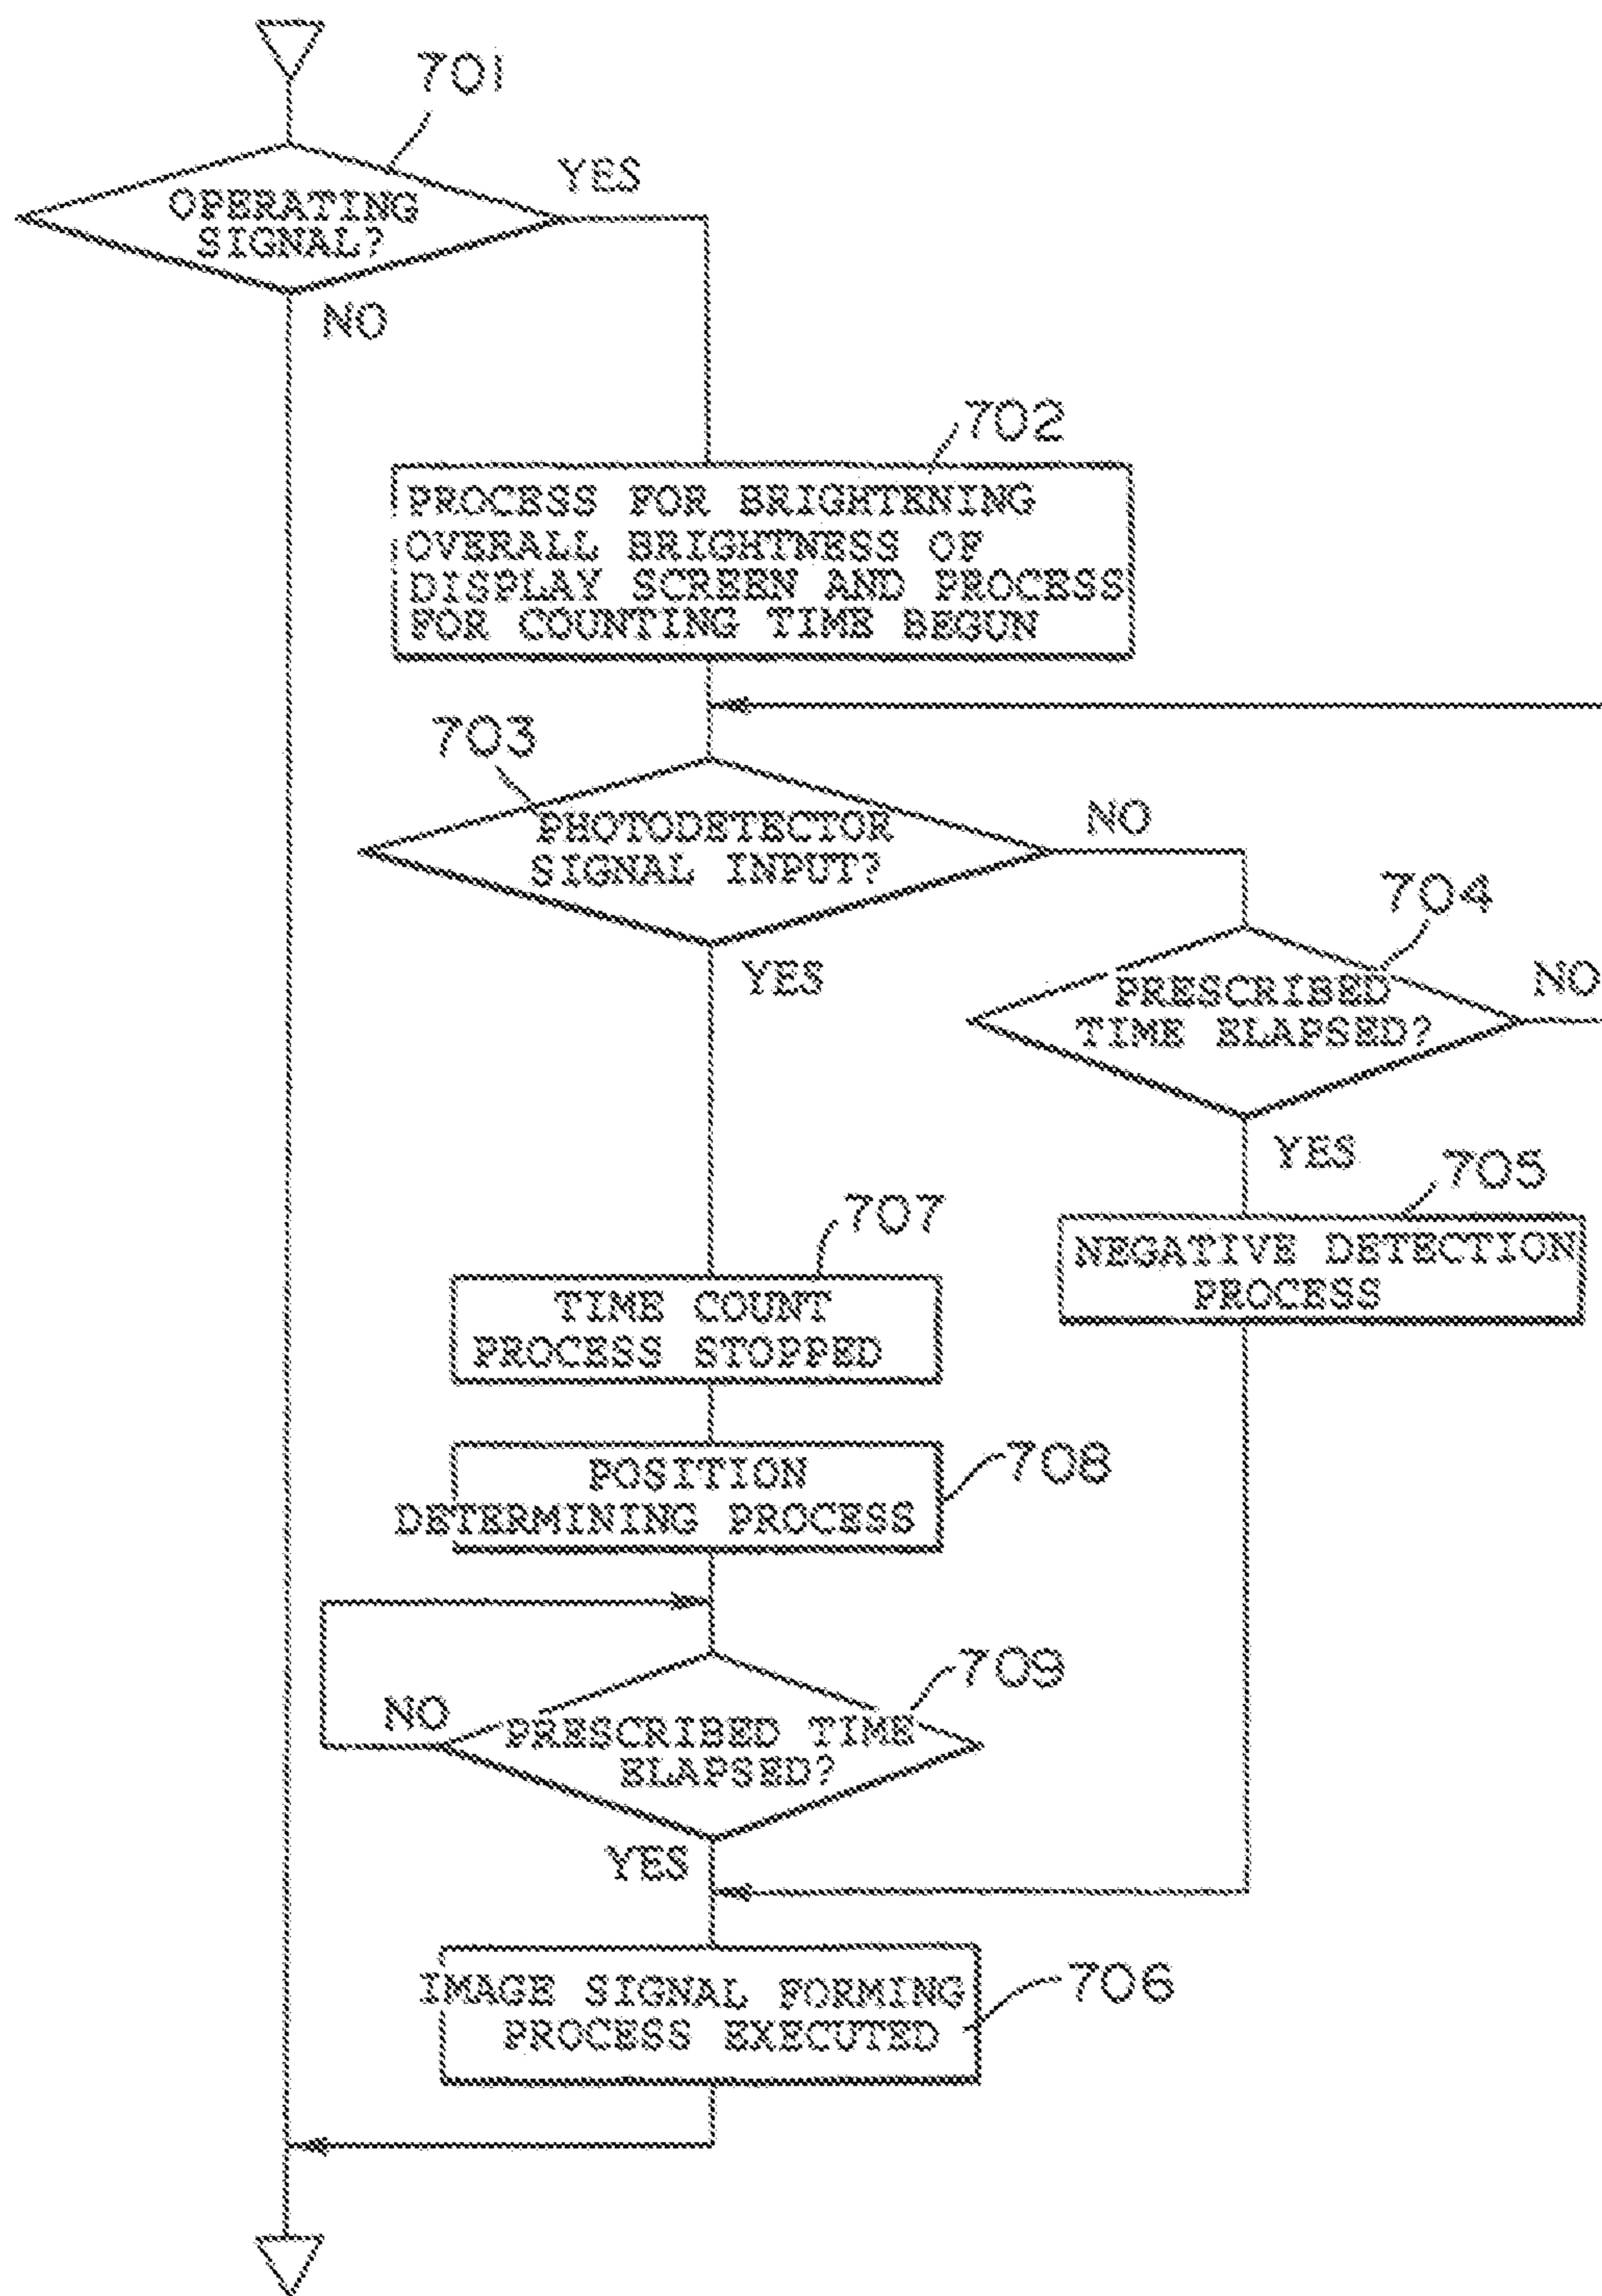 701
OPERATING
SIGNAL?
YES
NO
702
PROCESS FOR BRIGHTENING
OVERALL BRIGHTNESS OF
DISPLAY SCREEN AND PROCESS
FOR COUNTING TIME BEGUN
703
PHOTODETECTOR
SIGNAL INPUT?
NO
YES
704
PRESCRIBED
TIME ELAPSED?
NO
YES
705
NEGATIVE DETECTION
PROCESS
707
TIME COUNT
PROCESS STOPPED
708
POSITION
DETERMINING PROCESS
709
PRESCRIBED TIME
ELAPSED?
NO
YES
706
IMAGE SIGNAL FORMING
PROCESS EXECUTED